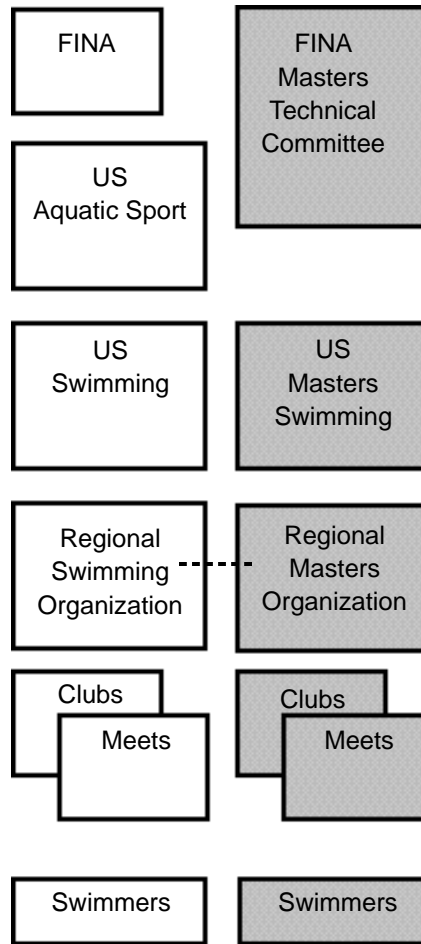 FINA
FINA
Masters
Technical
Committee
US
Aquatic Sport
US
Swimming
US
Masters
Swimming
Regional
Swimming
Organization
Regional
Masters
Organization
Clubs
Meets
Clubs
Meets
Swimmers
Swimmers